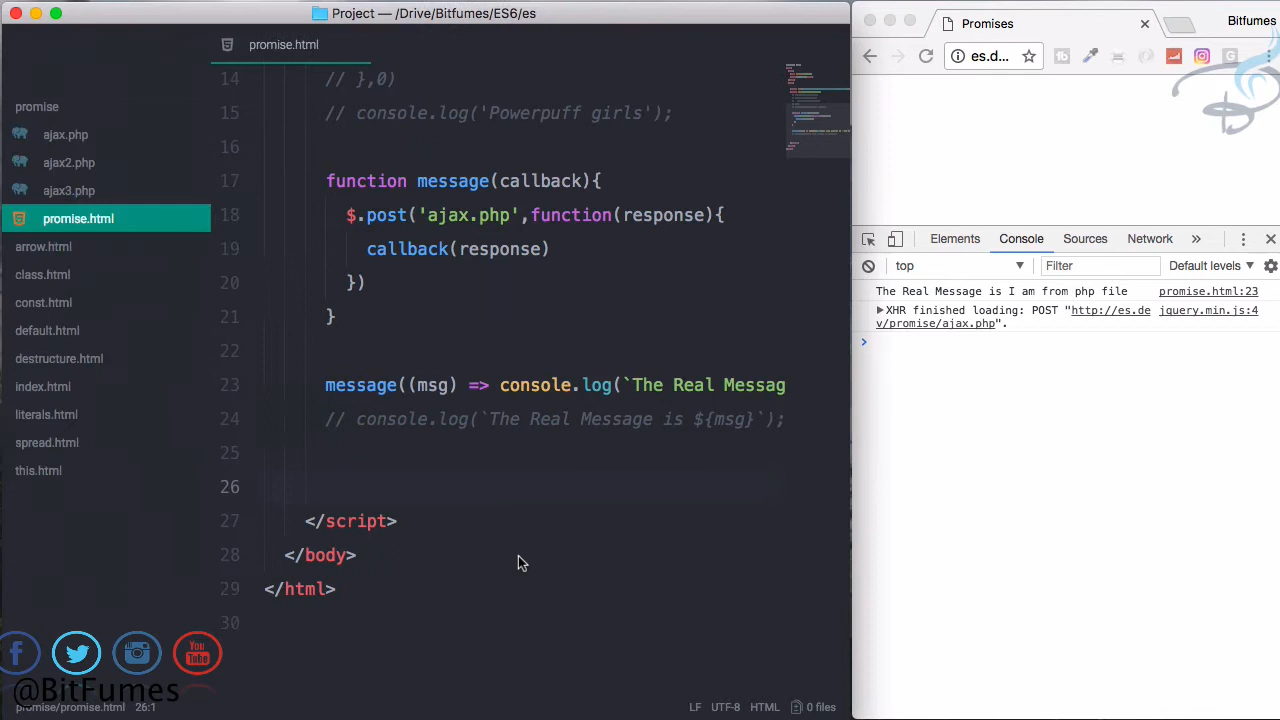 Project — /Drive/Bitfumes/ES6/es
promise
ajax.php
ajax2.php
ajax3.php
promise.html
arrow.html
class.html
const.html
default.html
destructure.html
index.html
literals.html
spread.html
this.html
promise.html
14 // },0)
15 // console.log('Powerpuff girls');
16
17 function message(callback){
18 $.post('ajax.php',function(response){
19 callback(response)
20 })
21 }
22
23 message((msg) => console.log(`The Real Messag
24 // console.log(`The Real Message is ${msg}`);
25
26
27 </script>
28 </body>
29 </html>
30
You
Tube
@BitFumes
promise/promise.html 26:1 LF UTF-8 HTML 0 files
Promises Bitfumes
es.d...
Elements Console Sources Network »
top Filter Default levels
The Real Message is I am from php file promise.html:23
XHR finished loading: POST "http://es.de jquery.min.js:4
v/promise/ajax.php".